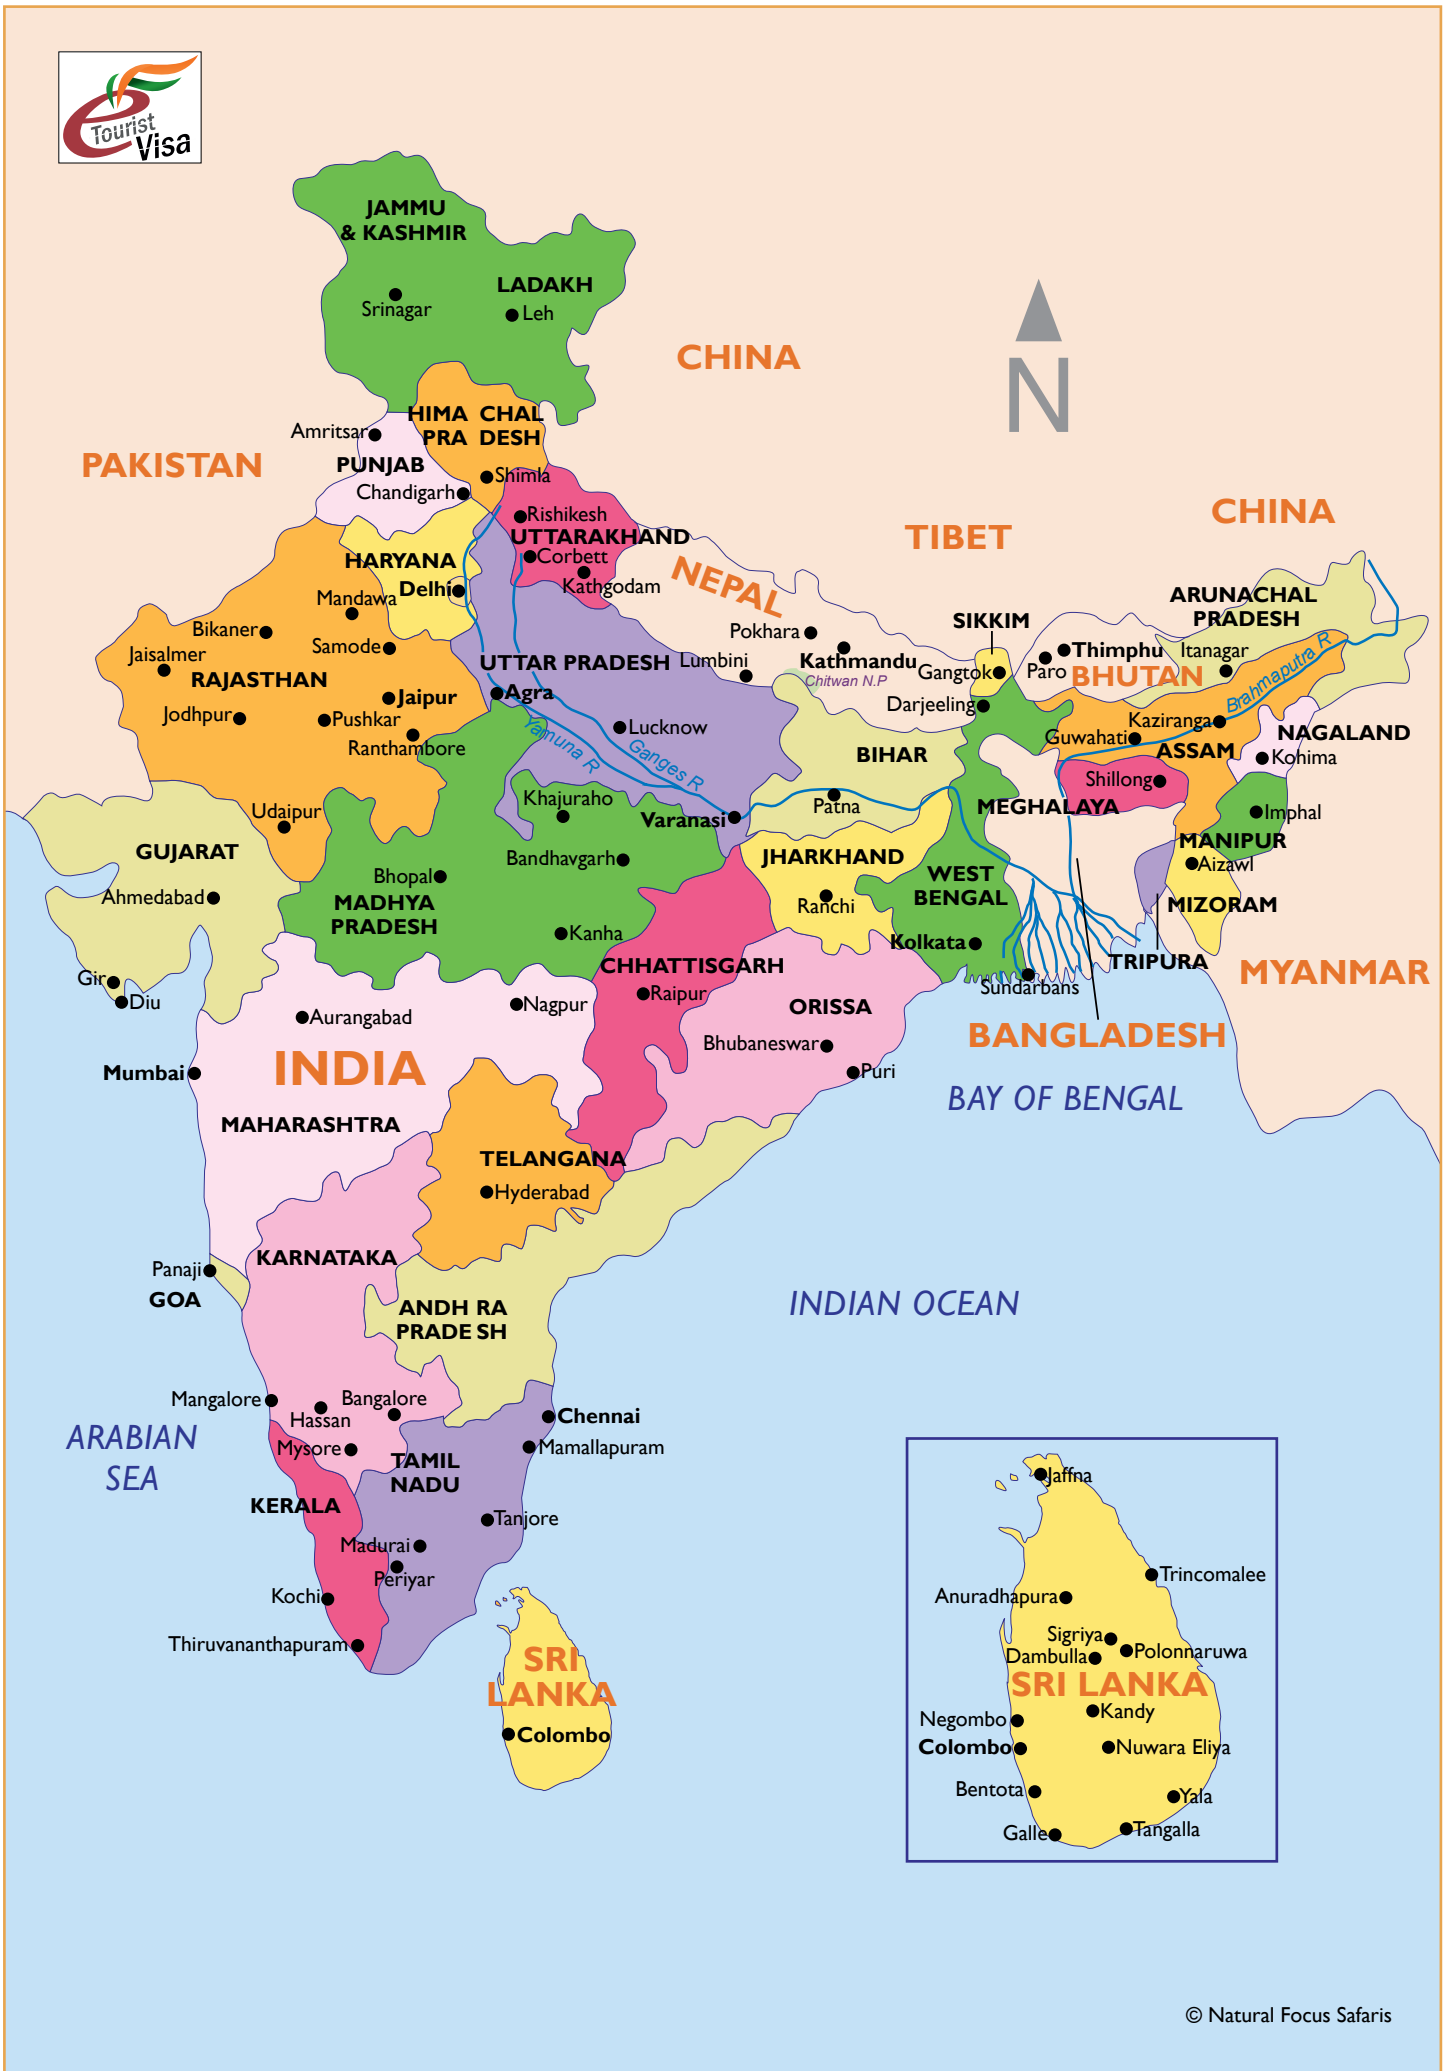 Tourist
Visa
JAMMU
& KASHMIR
LADAKH
Srinagar
Leh
CHINA
N
HIMA CHAL
PRA DESH
Amritsar
PUNJAB
PAKISTAN
Shimla
Chandigarh
Rishikesh
UTTARAKHAND
CHINA
TIBET
HARYANA
Corbett
Kathgodam
Delhi
NEPAL
Mandawa
ARUNACHAL
PRADESH
SIKKIM
Bikaner
Pokhara
Samode
Jaisalmer
UTTAR PRADESH
Lumbini
Kathmandu
Thimphu
Itanagar
Gangtok
Paro
BHUTAN
RAJASTHAN
Chitwan N.P
Agra
Jaipur
Darjeeling
Brahmaputra R
Jodhpur
Pushkar
Lucknow
Kaziranga
Guwahati
NAGALAND
Ranthambore
Yamuna R
Ganges R
BIHAR
ASSAM
Kohima
Shillong
Khajuraho
Patna
MEGHALAYA
Udaipur
Varanasi
Imphal
MANIPUR
GUJARAT
Bandhavgarh
JHARKHAND
Aizawl
Bhopal
WEST
BENGAL
Ahmedabad
MADHYA
PRADESH
Ranchi
MIZORAM
Kanha
Kolkata
TRIPURA
CHHATTISGARH
MYANMAR
Gir
Sundarbans
Diu
Raipur
Nagpur
ORISSA
Aurangabad
BANGLADESH
Bhubaneswar
INDIA
Mumbai
Puri
BAY OF BENGAL
MAHARASHTRA
TELANGANA
Hyderabad
KARNATAKA
Panaji
GOA
INDIAN OCEAN
ANDH RA
PRADE SH
Mangalore
Bangalore
Hassan
Chennai
ARABIAN
SEA
Mysore
Mamallapuram
TAMIL
NADU
KERALA
Tanjore
Madurai
Periyar
Kochi
Thiruvananthapuram
SRI
LANKA
Colombo
Jaffna
Trincomalee
Anuradhapura
Sigriya
Polonnaruwa
Dambulla
SRI LANKA
Kandy
Negombo
Colombo
Nuwara Eliya
Bentota
Yala
Galle
Tangalla
© Natural Focus Safaris